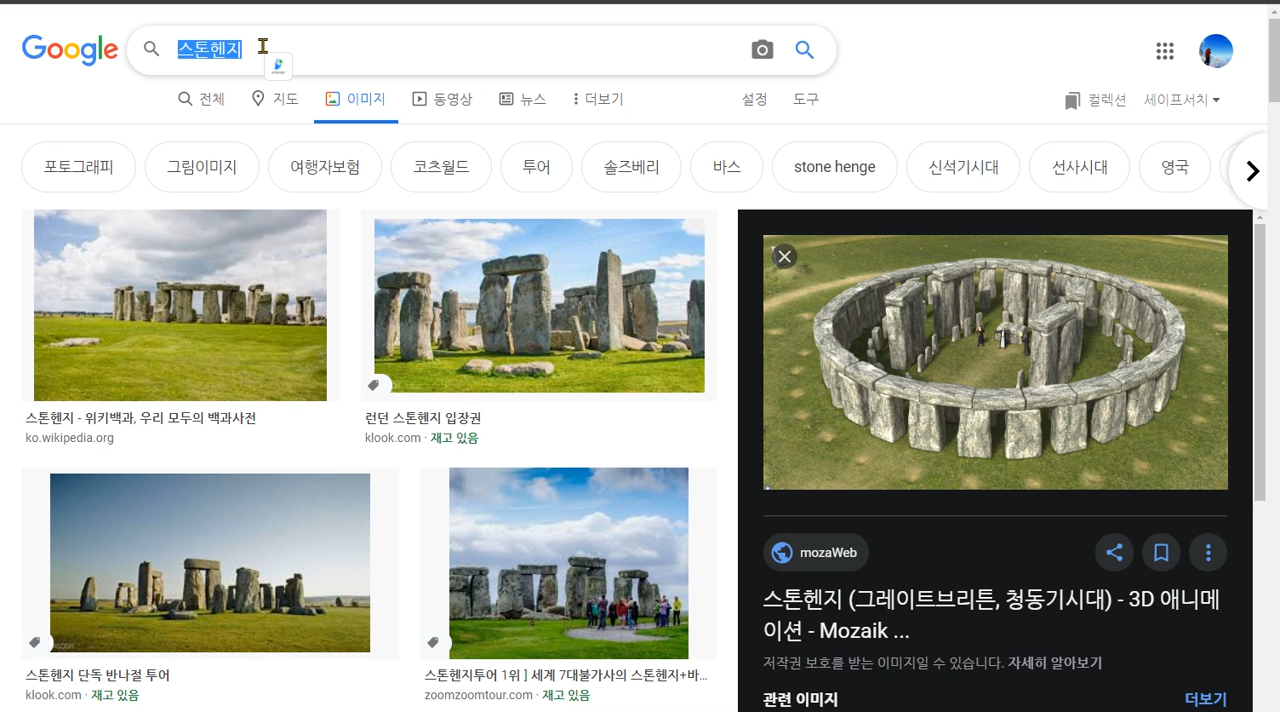 Google
스톤헨지
전체
지도
이미지
동영상
뉴스
더보기
설정
도구
컬렉션
세이프서치
포토그래피
그림이미지
여행자보험
코츠월드
투어
솔즈베리
바스
stone henge
신석기시대
선사시대
영국
스톤헨지 - 위키백과, 우리 모두의 백과사전
ko.wikipedia.org
런던 스톤헨지 입장권
klook.com · 재고 있음
스톤헨지 단독 반나절 투어
klook.com · 재고 있음
스톤헨지투어 1위 ] 세계 7대불가사의 스톤헨지+바...
zoomzoomtour.com · 재고 있음
mozaWeb
스톤헨지 (그레이트브리튼, 청동기시대) - 3D 애니메
이션 - Mozaik ...
저작권 보호를 받는 이미지일 수 있습니다. 자세히 알아보기
관련 이미지
더보기